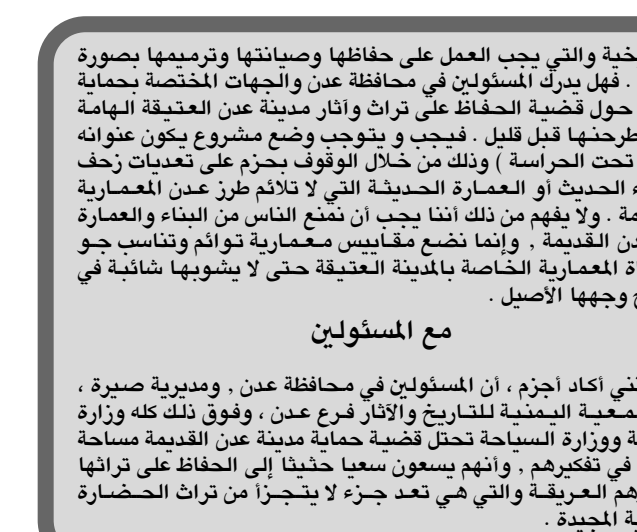 خية والتي يجب العمل على حفاظها وصيانتها وترميمها بصورة
. فهل يدرك المسئولين في محافظة عدن والجهات المختصة بحماية
حول قضية الحفاظ على تراث وآثار مدينة عدن العتيقة الهامة
طرحنها قبل قليل . فيجب و يتوجب وضع مشروع يكون عنوانه
تحت الحراسة ) وذلك من خلال الوقوف بحزم على تعديات زحف
ء الحديث أو العمارة الحديثة التي لا تلائم طرز عدن المعمارية
مة . ولا يفهم من ذلك أننا يجب أن نمنع الناس من البناء والعمارة
دن القديمة , وإنما نضع مقاييس معمارية توائم وتناسب جو
اة المعمارية الخاصة بالمدينة العتيقة حتى لا يشوبها شائبة في
وجهها الأصيل .
مع المسئولين
نني أكاد أجزم ، أن المسئولين في محافظة عدن , ومديرية صيرة ،
معية اليمنية للتاريخ والآثار فرع عدن ، وفوق ذلك كله وزارة
ة ووزارة السياحة تحتل قضية حماية مدينة عدن القديمة مساحة
في تفكيرهم , وأنهم يسعون سعيا حثيثا إلى الحفاظ على تراثها
هم العريقة والتي هي تعد جزء لا يتجزأ من تراث الحضارة
ية المجيدة .